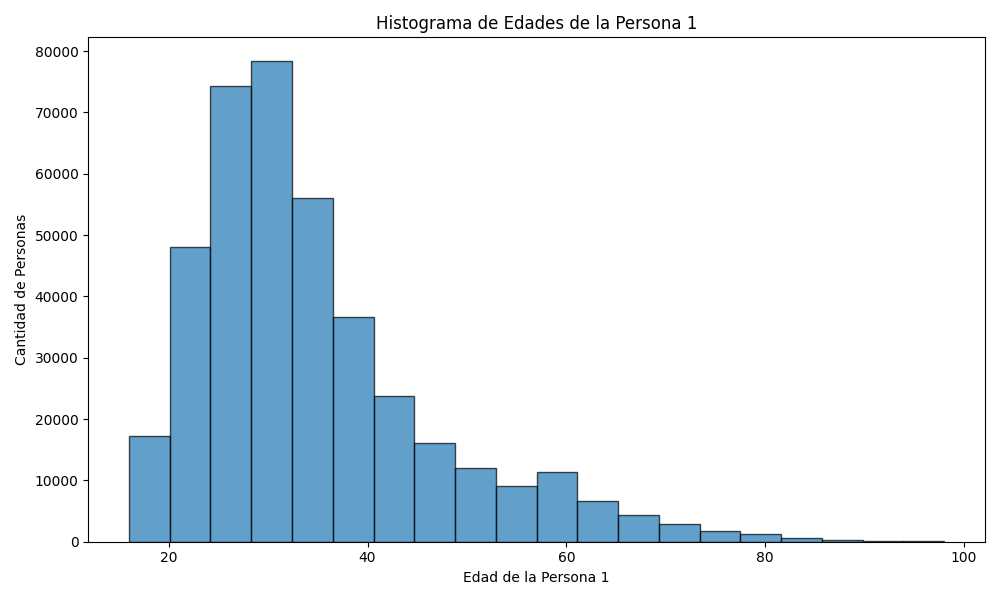 Histograma de Edades de la Persona 1
80000
70000
60000
50000
40000
30000
20000
10000
0
Cantidad de Personas
20 40 60 80 100
Edad de la Persona 1